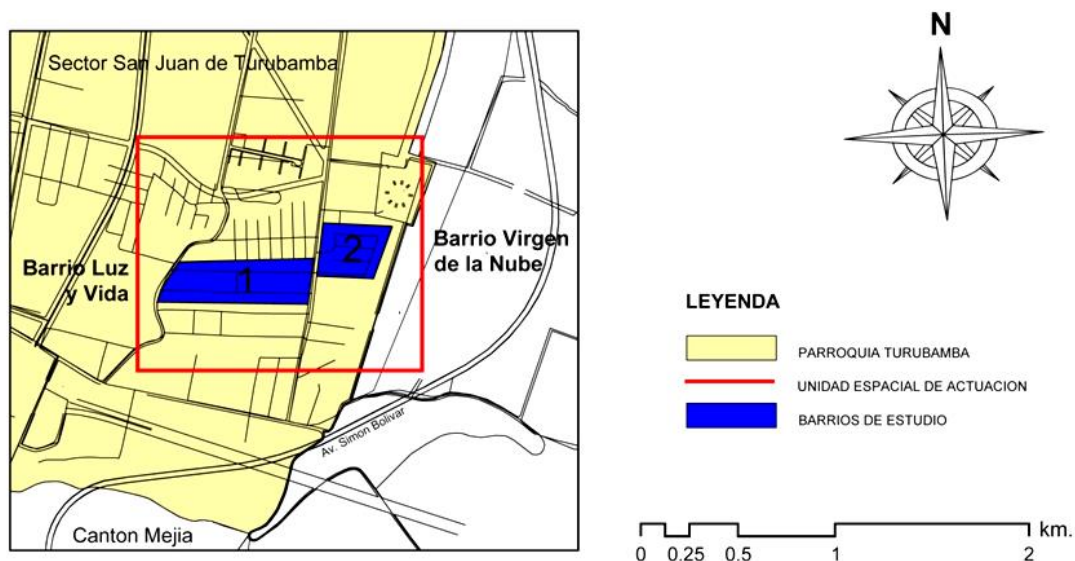 Sector San Juan de Turubamba
Barrio Luz
y Vida
1
2
Barrio Virgen
de la Nube
Av. Simon Bolivar
Canton Mejia
N
LEYENDA
PARROQUIA TURUBAMBA
UNIDAD ESPACIAL DE ACTUACION
BARRIOS DE ESTUDIO
0 0.25 0.5 1 2 km.